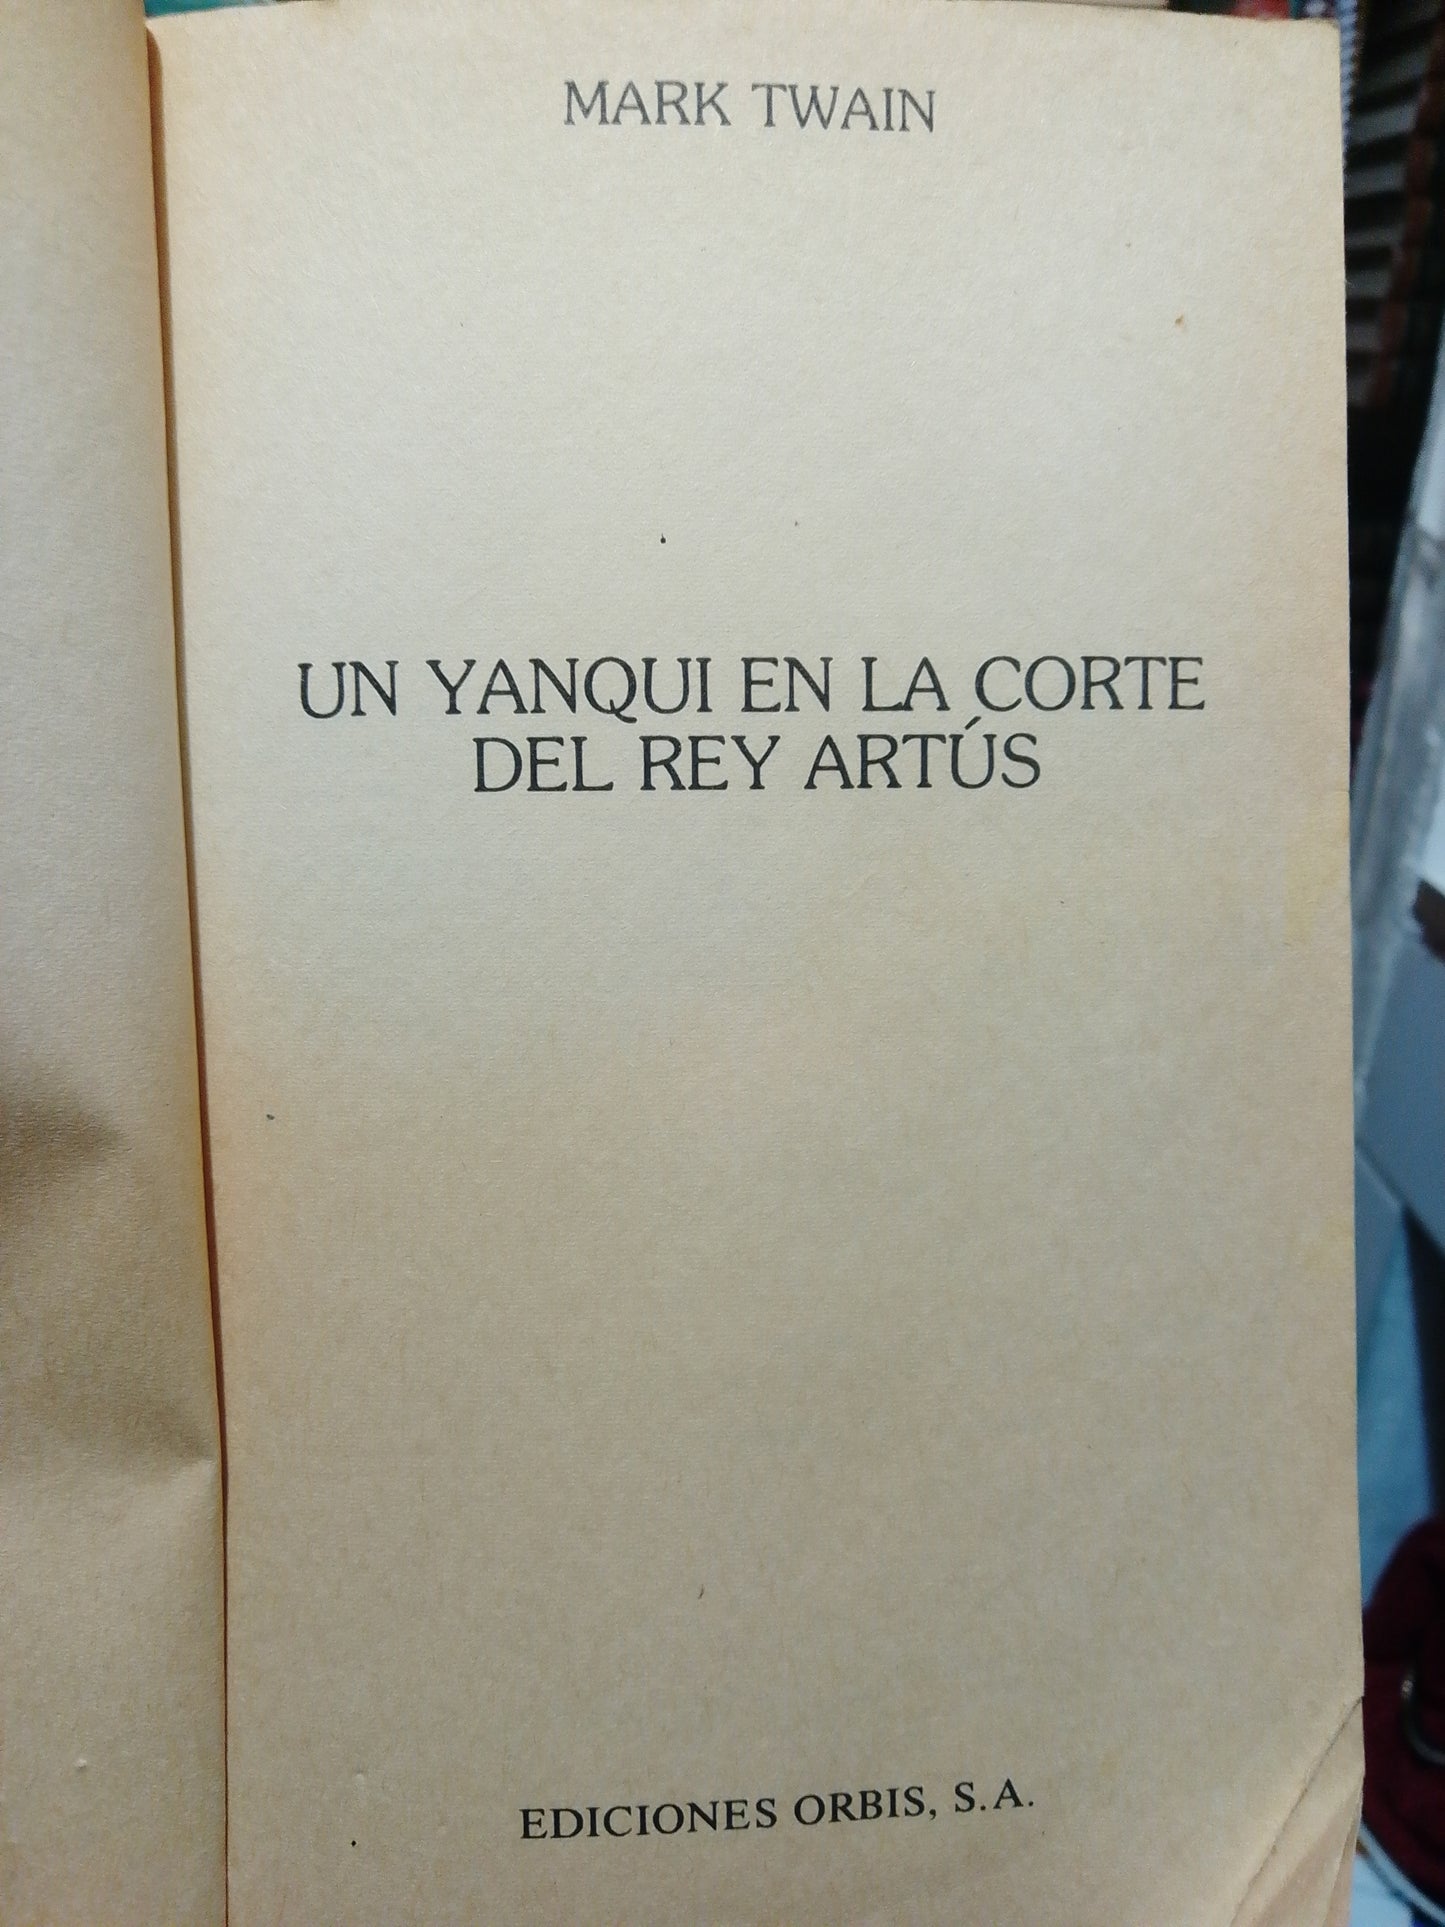 MARK TWAIN
UN YANQUI EN LA CORTE
DEL REY ARTÚS
EDICIONES ORBIS, S.A.